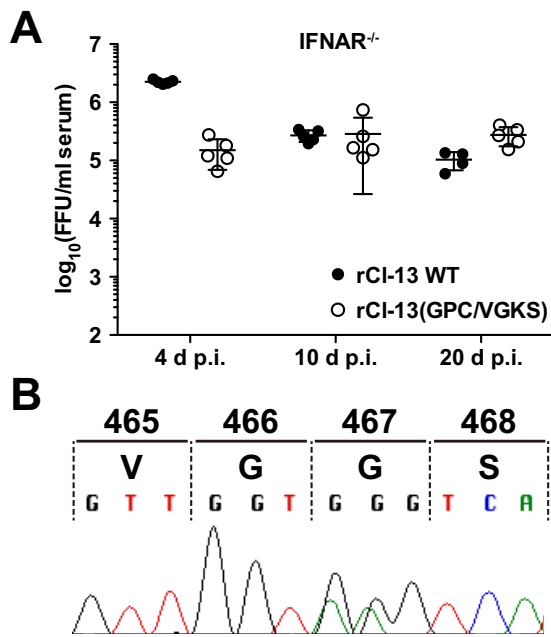 A
IFNAR-/-
log10(FFU/ml serum)
7
6
5
4
3
2
rCl-13 WT
rCl-13(GPC/VGKS)
4 d p.i. 10 d p.i. 20 d p.i.
B
465 466 467 468
V G G S
G T T G G T G G G T C A